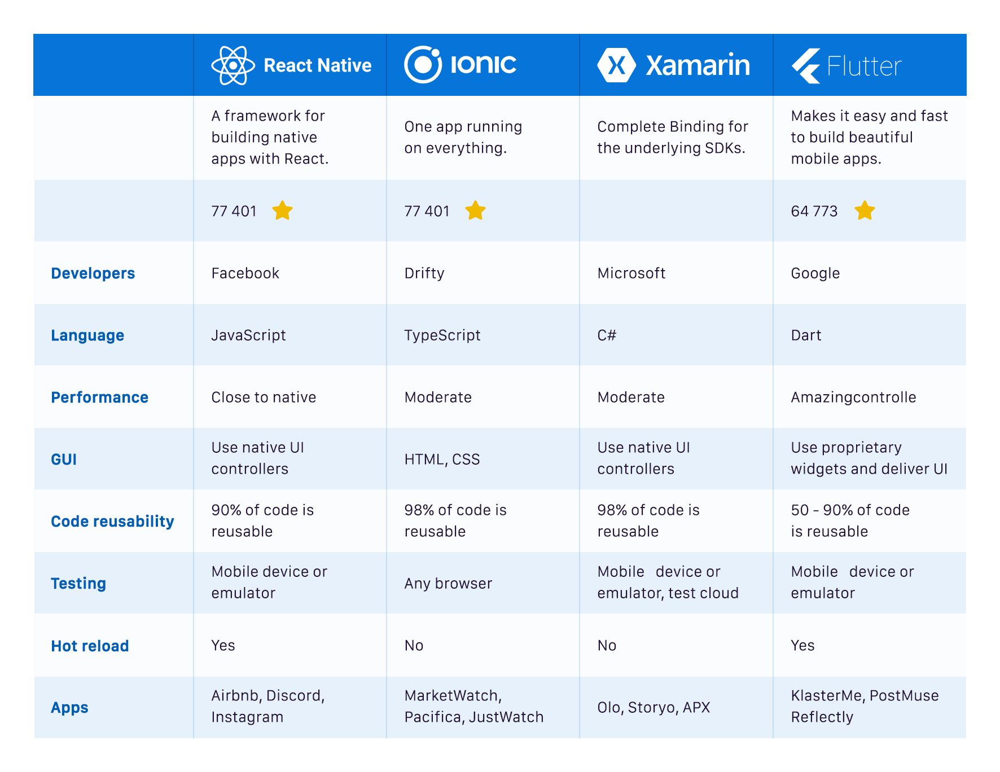 React Native
IONIC
Xamarin
Flutter
A framework for
building native
apps with React.
One app running
on everything.
Complete Binding for
the underlying SDKs.
Makes it easy and fast
to build beautiful
mobile apps.
77 401
77 401
64 773
Developers
Facebook
Drifty
Microsoft
Google
Language
JavaScript
TypeScript
C#
Dart
Performance
Close to native
Moderate
Moderate
Amazingcontrolle
GUI
Use native UI
controllers
HTML, CSS
Use native UI
controllers
Use proprietary
widgets and deliver UI
Code reusability
90% of code is
reusable
98% of code is
reusable
98% of code is
reusable
50 - 90% of code
is reusable
Testing
Mobile device or
emulator
Any browser
Mobile device or
emulator, test cloud
Mobile device or
emulator
Hot reload
Yes
No
No
Yes
Apps
Airbnb, Discord,
Instagram
MarketWatch,
Pacifica, JustWatch
Olo, Storyo, APX
KlasterMe, PostMuse
Reflectly